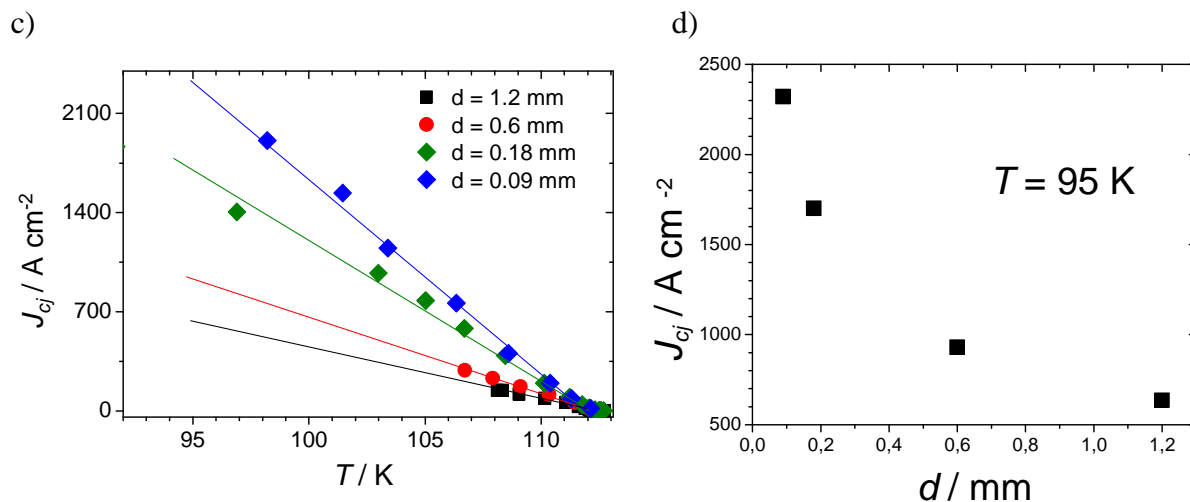 c)
2100
1400
700
0
J_cj / A cm^-2
95
100
105
110
T / K
d = 1.2 mm
d = 0.6 mm
d = 0.18 mm
d = 0.09 mm
d)
2500
2000
1500
1000
500
J_cj / A cm^-2
T = 95 K
0,0
0,2
0,4
0,6
0,8
1,0
1,2
d / mm